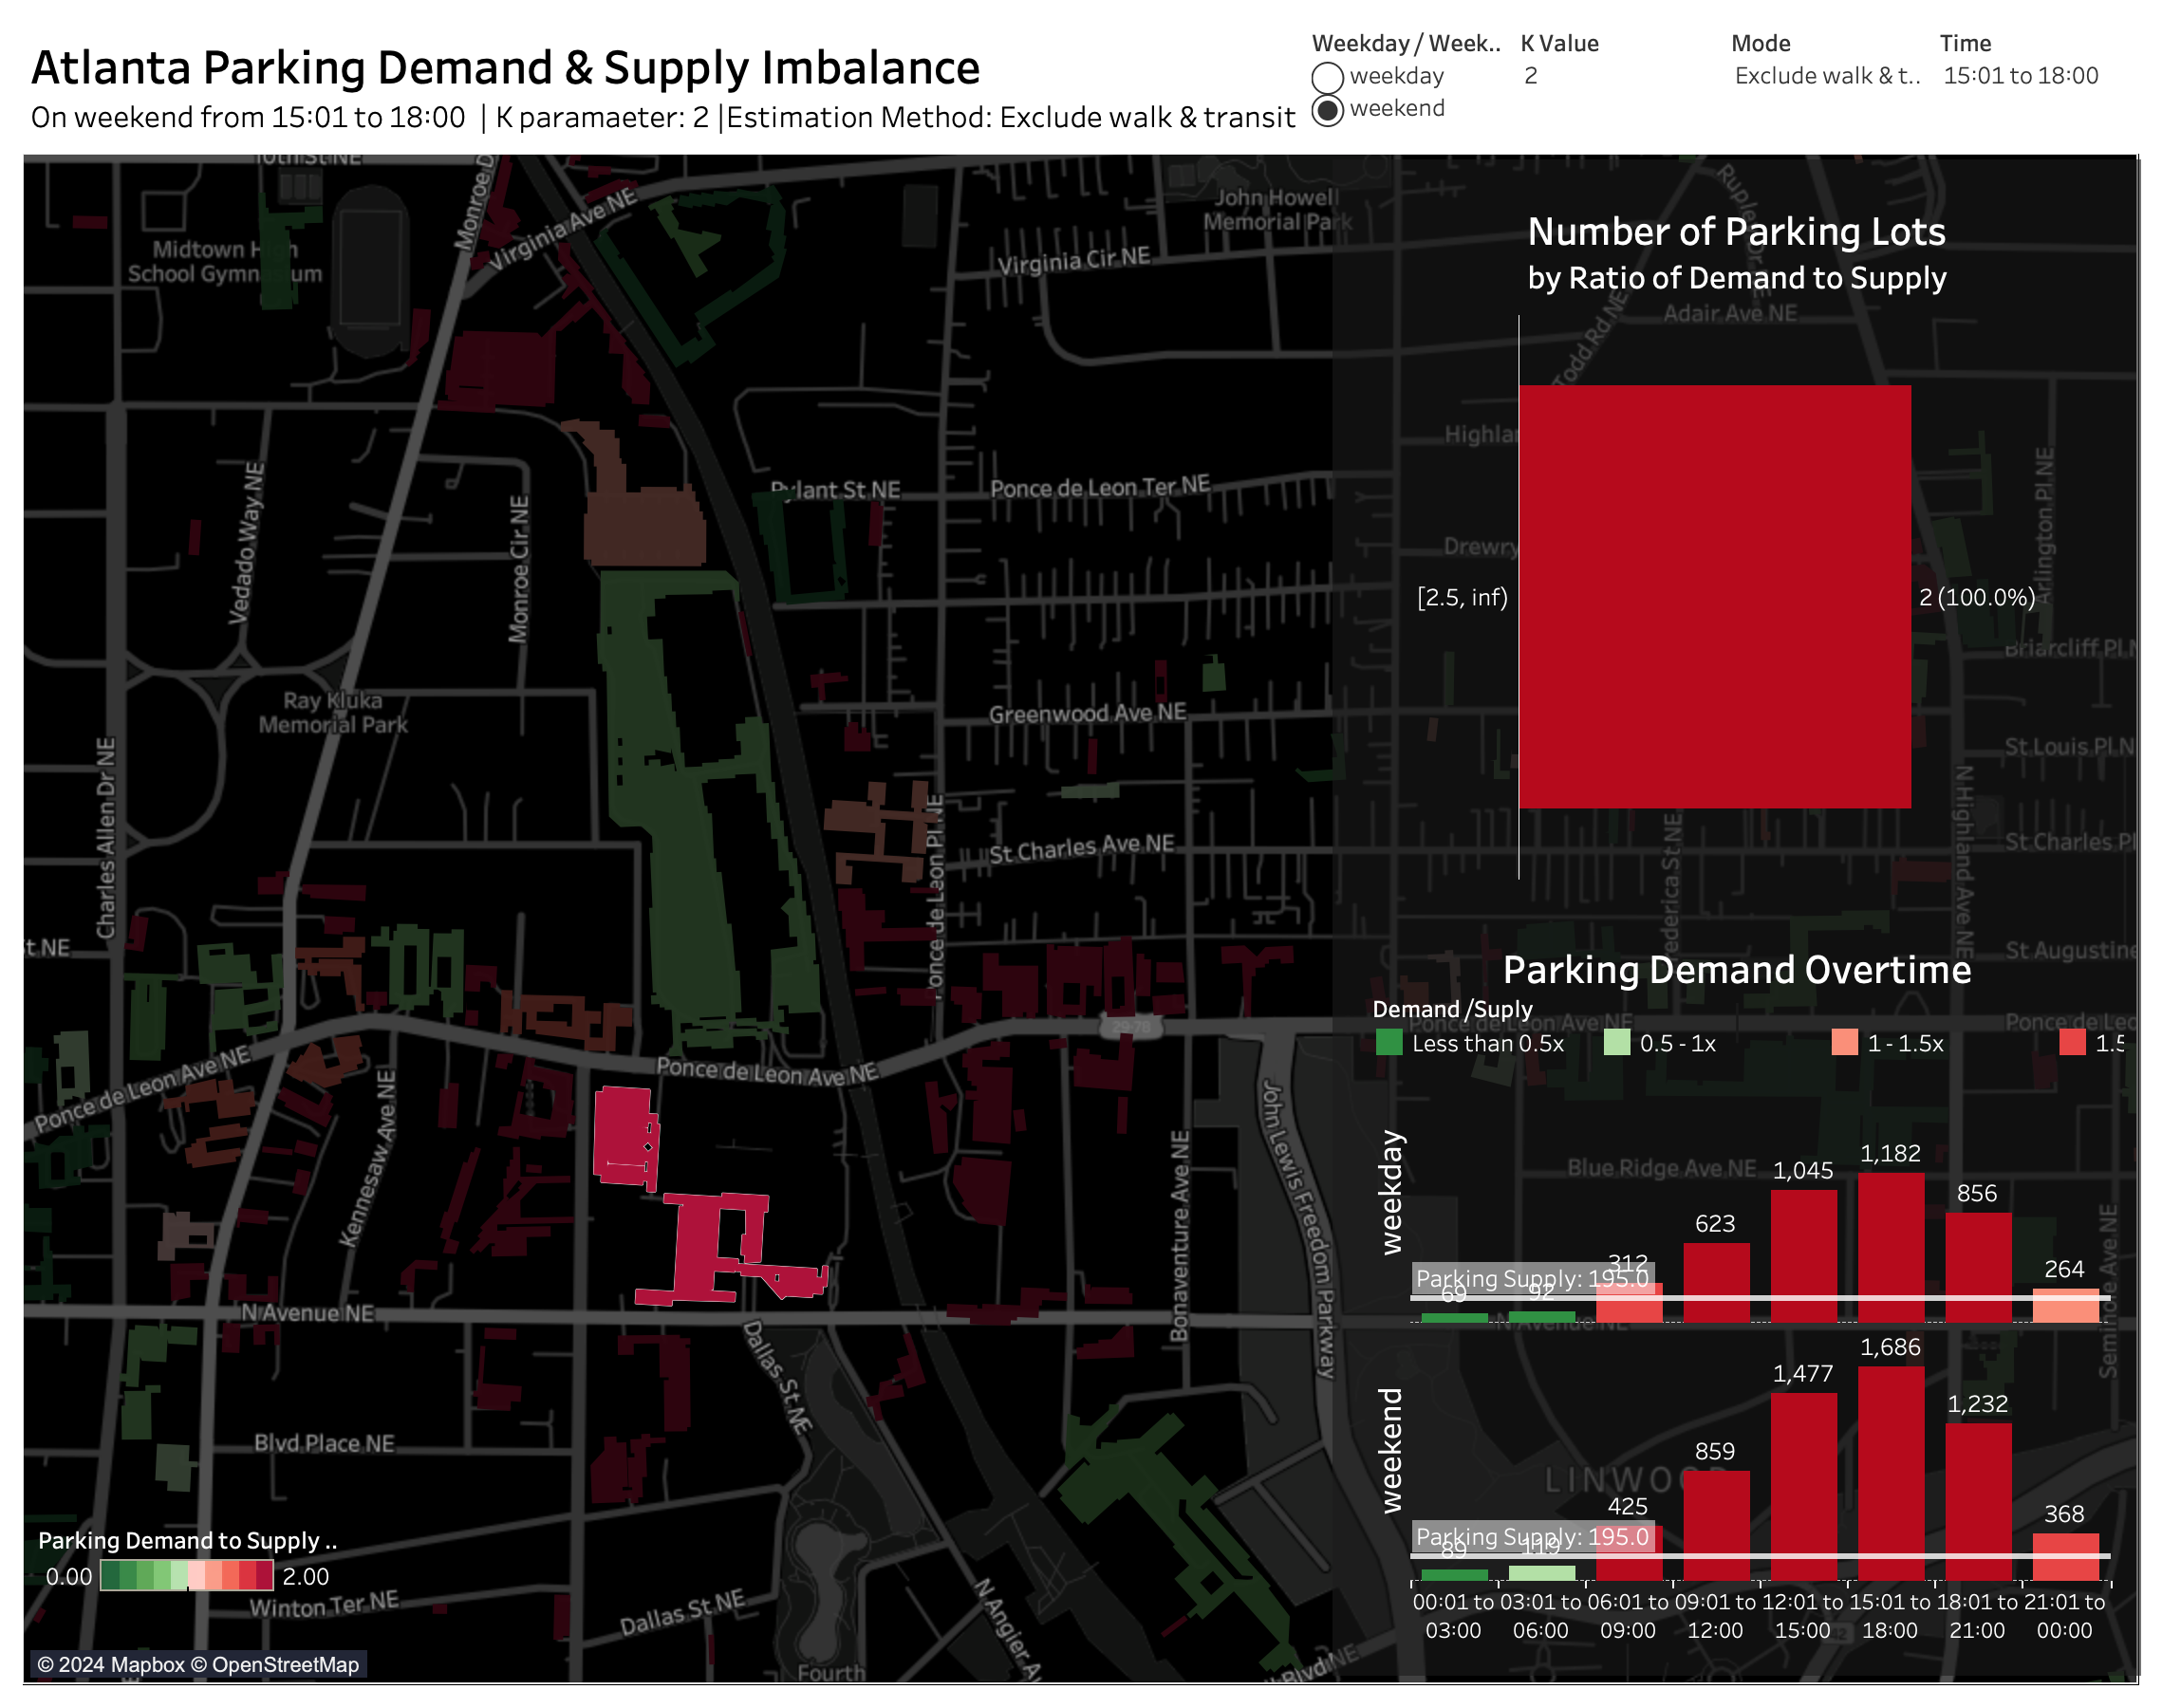 Atlanta Parking Demand & Supply Imbalance
On weekend from 15:01 to 18:00 | K paramaeter: 2 |Estimation Method: Exclude walk & transit
Weekday / Week..
weekday
weekend
K Value
2
Mode
Exclude walk & t..
Time
15:01 to 18:00
10th St NE
Monroe D
Virginia Ave NE
Midtown High
School Gymnasium
John Howell
Memorial Park
Virginia Cir NE
Number of Parking Lots
by Ratio of Demand to Supply
Adair Ave NE
Todd Rd NE
Highlan
Drewry
[2.5, inf)
2 (100.0%)
Arlington Pl NE
Briarcliff Pl N
Vedado Way NE
Monroe Cir NE
Pylant St NE
Ponce de Leon Ter NE
Ray Kluka
Memorial Park
Greenwood Ave NE
St Louis Pl N
Charles Allen Dr NE
Ponce de Leon Pl NE
St Charles Ave NE
St Charles Pl
Federica St NE
N Highland Ave NE
St Augustine
t NE
Parking Demand Overtime
Demand /Suply
Less than 0.5x
0.5 - 1x
1 - 1.5x
1.5
Ponce de Leon Ave NE
Ponce de Leo
29-78
Ponce de Leon Ave NE
Ponce de Leon Ave NE
Kennesaw Ave NE
Bonaventure Ave NE
John Lewis Freedom Parkway
Blue Ridge Ave NE
Seminole Ave NE
weekday
69
92
312
623
1,045
1,182
856
264
Parking Supply: 195.0
N Avenue NE
N Avenue NE
Dallas St NE
Blvd Place NE
LINWOOD
weekend
89
119
425
859
1,477
1,686
1,232
368
Parking Supply: 195.0
00:01 to 03:01 to 06:01 to 09:01 to 12:01 to 15:01 to 18:01 to 21:01 to
03:00 06:00 09:00 12:00 15:00 18:00 21:00 00:00
Parking Demand to Supply ..
0.00
2.00
Winton Ter NE
Dallas St NE
N Angier Av
Blvd NE
Fourth
© 2024 Mapbox © OpenStreetMap